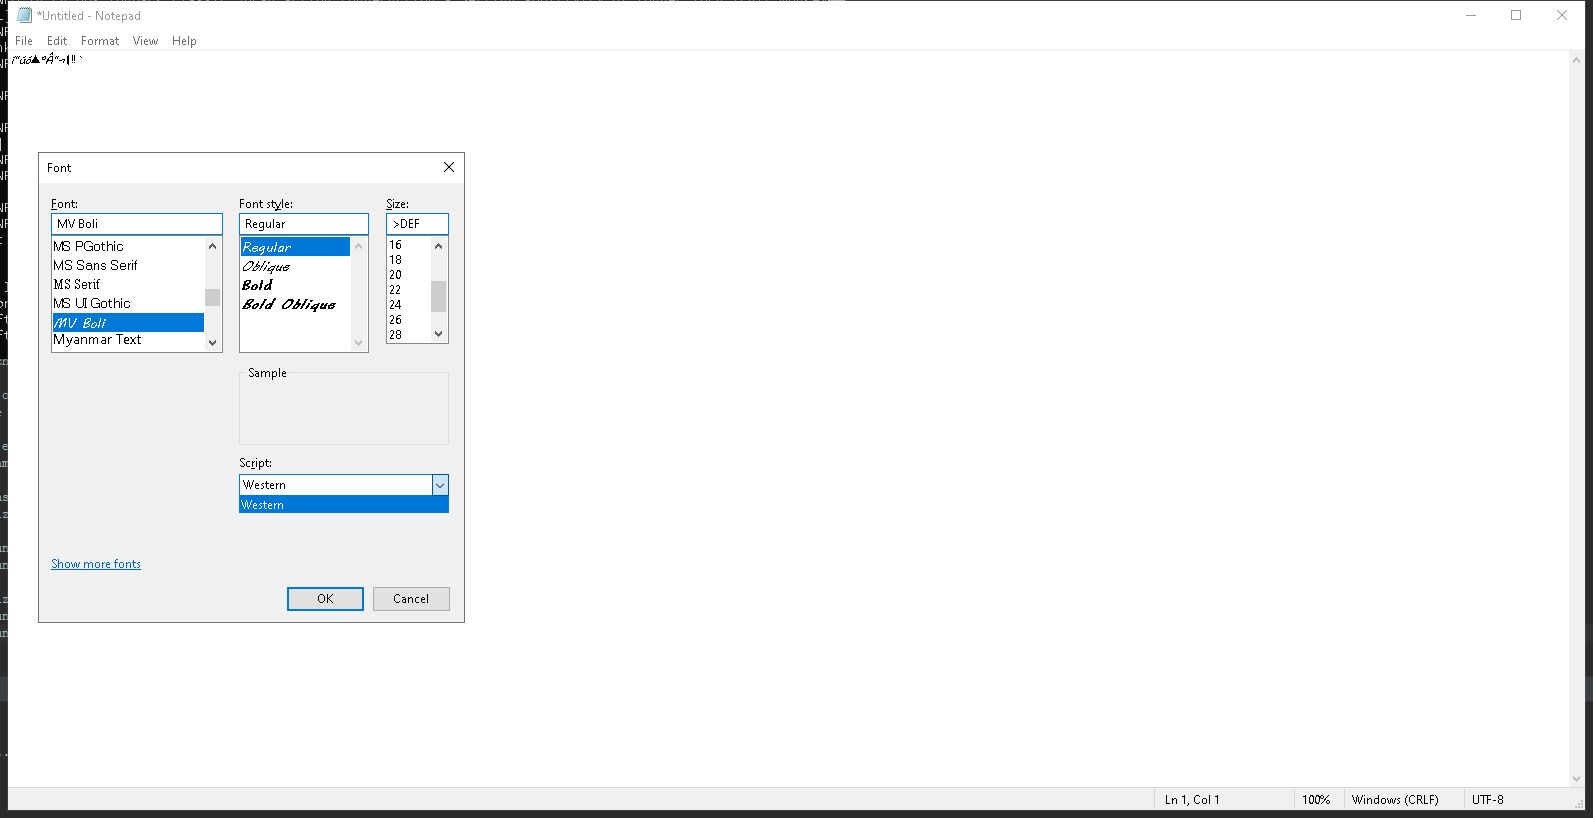 *Untitled - Notepad
File Edit Format View Help
Font
Font:
MV Boli
MS PGothic
MS Sans Serif
MS Serif
MS UI Gothic
MV Boli
Myanmar Text
Font style:
Regular
Regular
Oblique
Bold
Bold Oblique
Size:
>DEF
16
18
20
22
24
26
28
Sample
Script:
Western
Western
Show more fonts
OK
Cancel
Ln 1, Col 1
100%
Windows (CRLF)
UTF-8